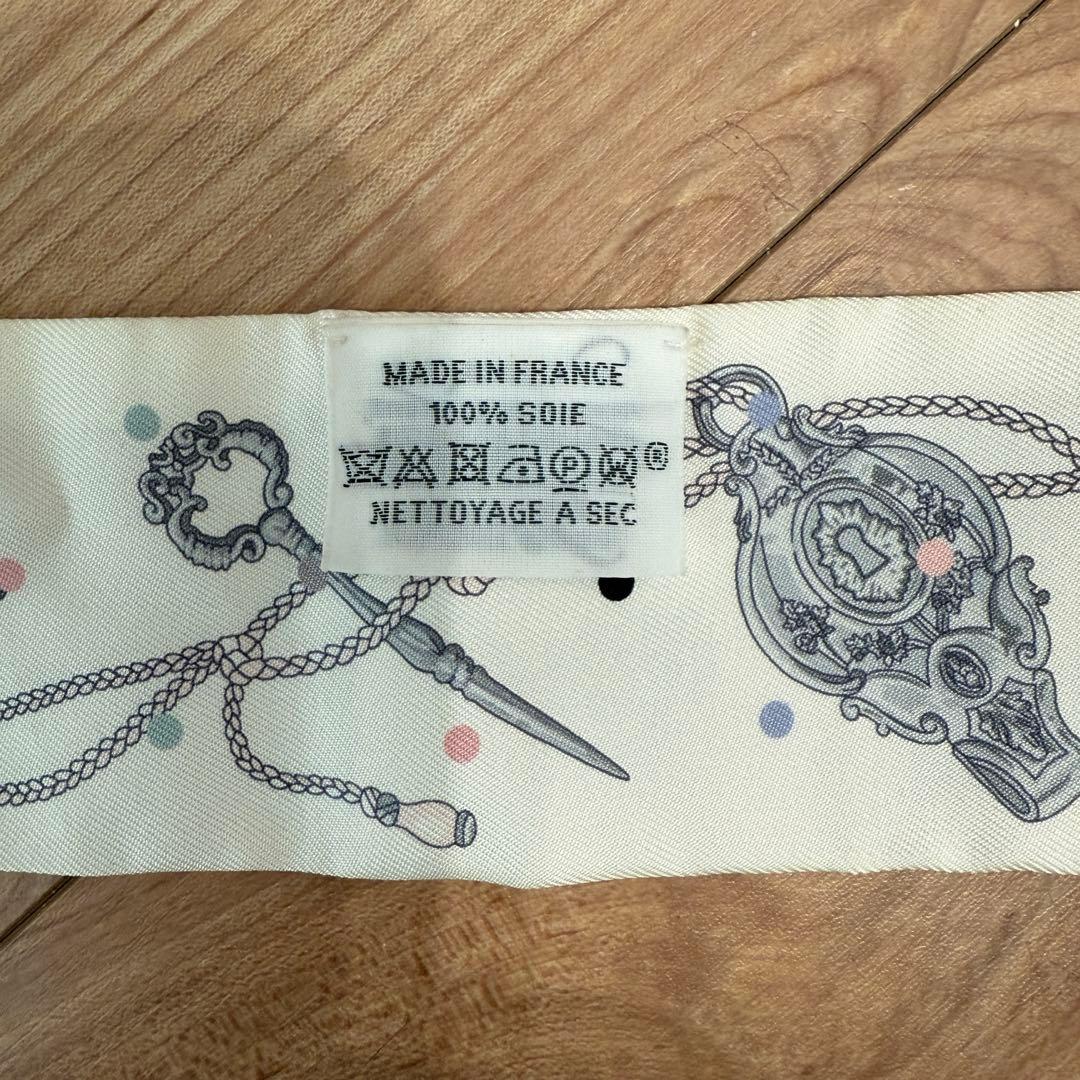 MADE IN FRANCE
100% SOIE
P W ®
NETTOYAGE A SEC